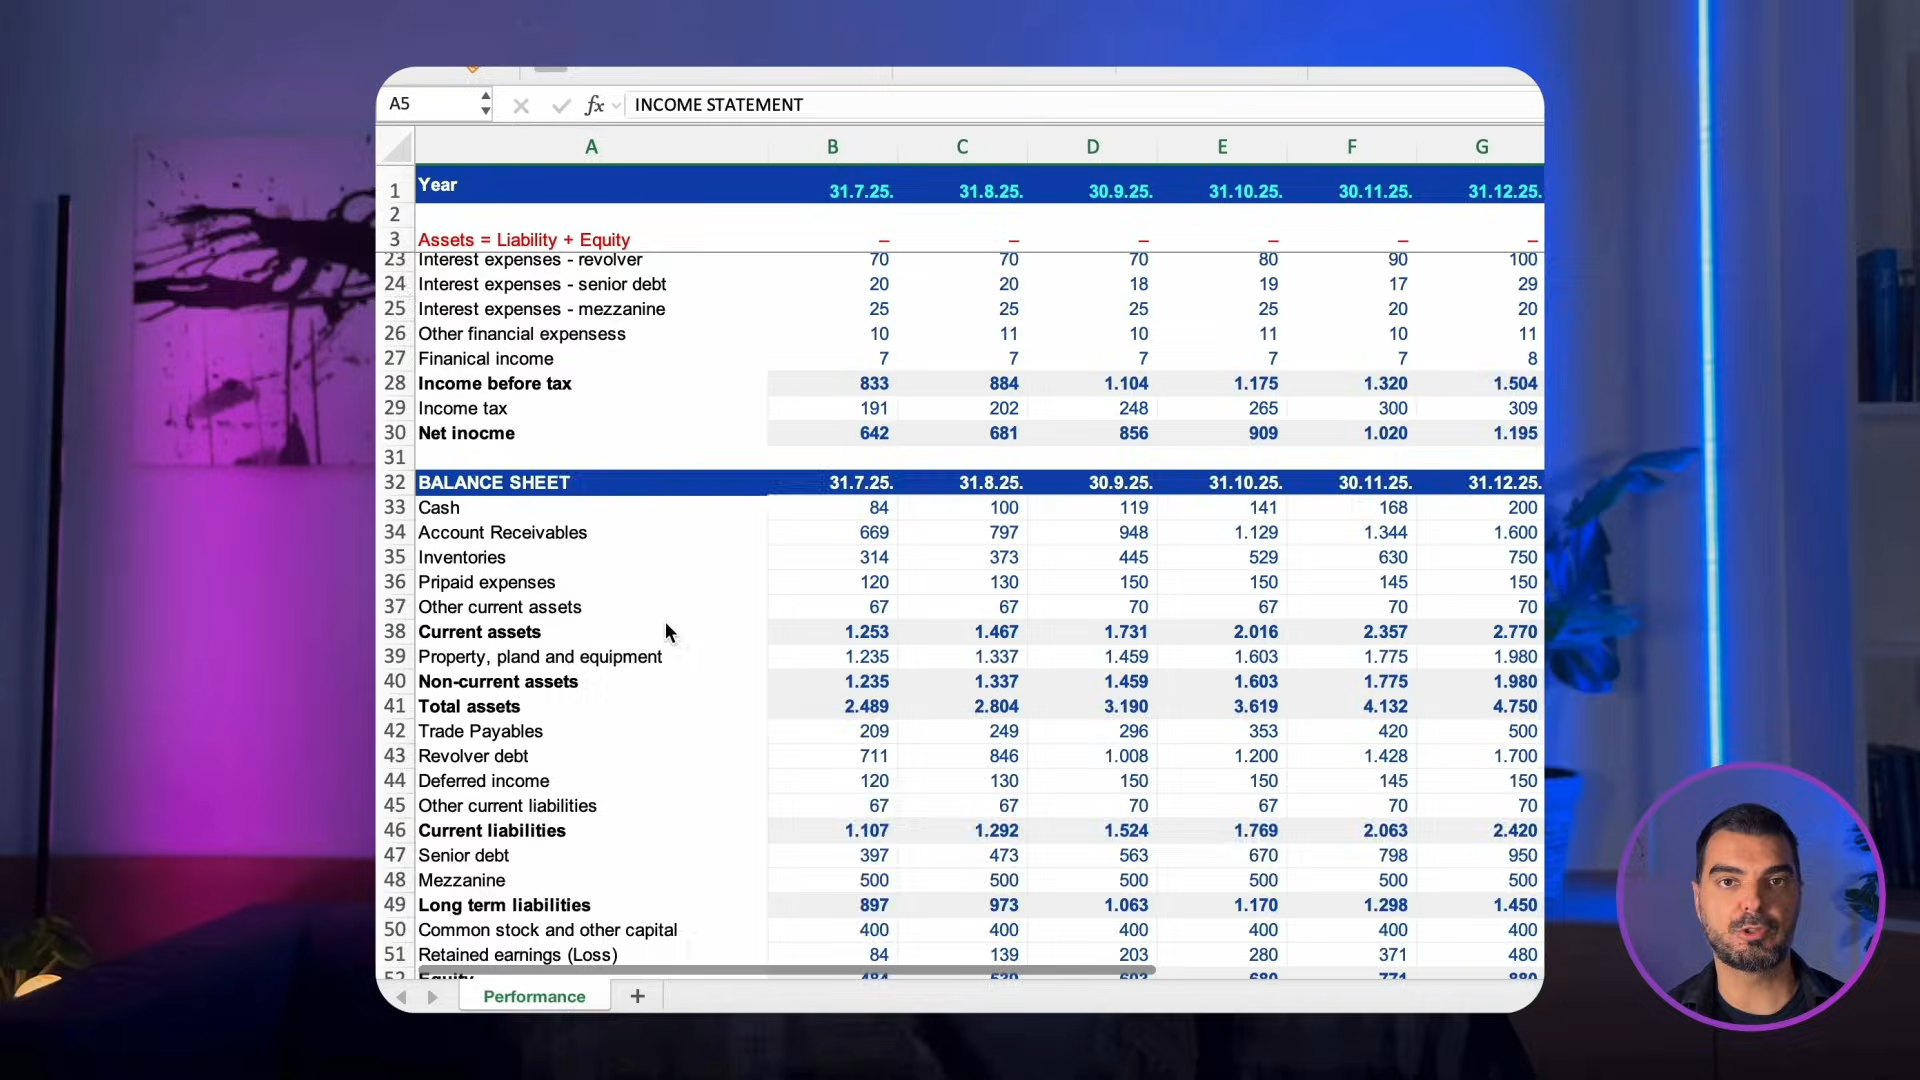 A5 fx INCOME STATEMENT
A B C D E F G
1 Year 31.7.25. 31.8.25. 30.9.25. 31.10.25. 30.11.25. 31.12.25.
2
3 Assets = Liability + Equity – – – – – –
23 Interest expenses - revolver 70 70 70 80 90 100
24 Interest expenses - senior debt 20 20 18 19 17 29
25 Interest expenses - mezzanine 25 25 25 25 20 20
26 Other financial expensess 10 11 10 11 10 11
27 Finanical income 7 7 7 7 7 8
28 Income before tax 833 884 1.104 1.175 1.320 1.504
29 Income tax 191 202 248 265 300 309
30 Net inocme 642 681 856 909 1.020 1.195
31
32 BALANCE SHEET 31.7.25. 31.8.25. 30.9.25. 31.10.25. 30.11.25. 31.12.25.
33 Cash 84 100 119 141 168 200
34 Account Receivables 669 797 948 1.129 1.344 1.600
35 Inventories 314 373 445 529 630 750
36 Pripaid expenses 120 130 150 150 145 150
37 Other current assets 67 67 70 67 70 70
38 Current assets 1.253 1.467 1.731 2.016 2.357 2.770
39 Property, pland and equipment 1.235 1.337 1.459 1.603 1.775 1.980
40 Non-current assets 1.235 1.337 1.459 1.603 1.775 1.980
41 Total assets 2.489 2.804 3.190 3.619 4.132 4.750
42 Trade Payables 209 249 296 353 420 500
43 Revolver debt 711 846 1.008 1.200 1.428 1.700
44 Deferred income 120 130 150 150 145 150
45 Other current liabilities 67 67 70 67 70 70
46 Current liabilities 1.107 1.292 1.524 1.769 2.063 2.420
47 Senior debt 397 473 563 670 798 950
48 Mezzanine 500 500 500 500 500 500
49 Long term liabilities 897 973 1.063 1.170 1.298 1.450
50 Common stock and other capital 400 400 400 400 400 400
51 Retained earnings (Loss) 84 139 203 280 371 480
52 Equity 484 539 603 680 771 880
Performance +